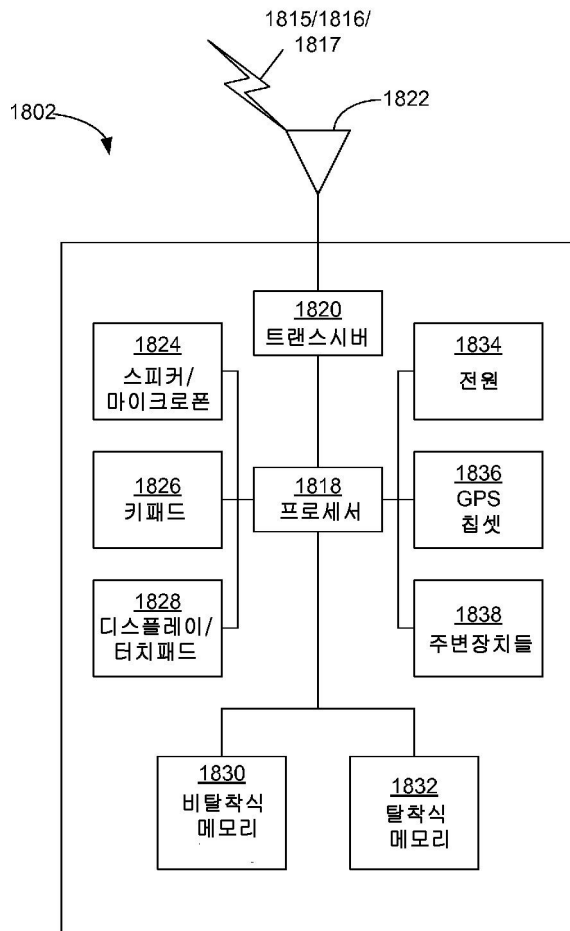 1815/1816/
1817
1822
1802
1820
트랜스시버
1824
스피커/
마이크로폰
1834
전원
1826
키패드
1818
프로세서
1836
GPS
칩셋
1828
디스플레이/
터치패드
1838
주변장치들
1830
비탈착식
메모리
1832
탈착식
메모리